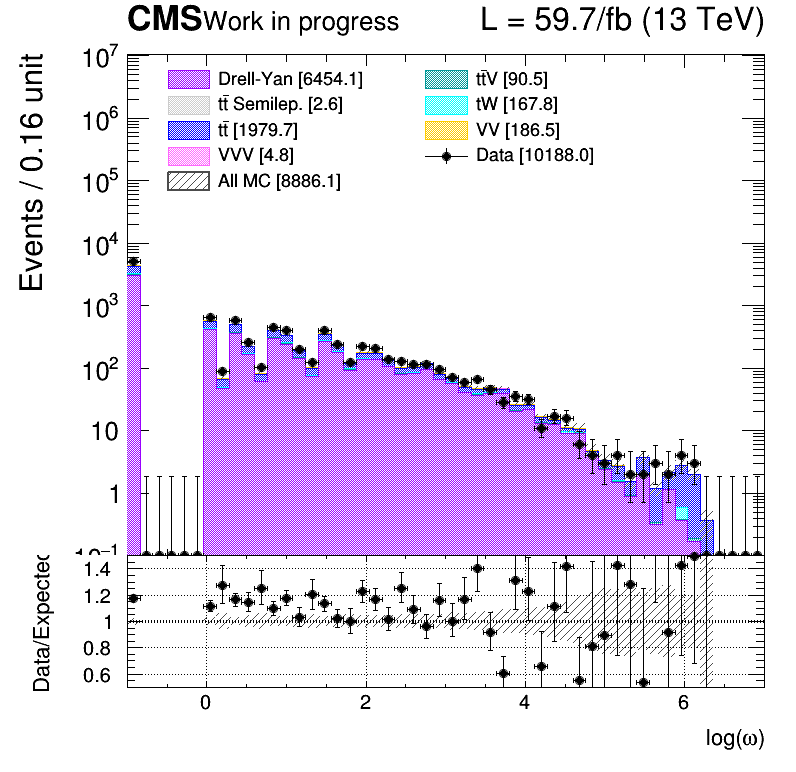 CMS Work in progress L = 59.7/fb (13 TeV)
Events / 0.16 unit
10⁷
10⁶
10⁵
10⁴
10³
10²
10
1
10⁻¹
Drell-Yan [6454.1]
tt̄ Semilep. [2.6]
tt̄ [1979.7]
VVV [4.8]
All MC [8886.1]
tt̄V [90.5]
tW [167.8]
VV [186.5]
Data [10188.0]
Data/Expected
1.4
1.2
1
0.8
0.6
0 2 4 6
log(ω)